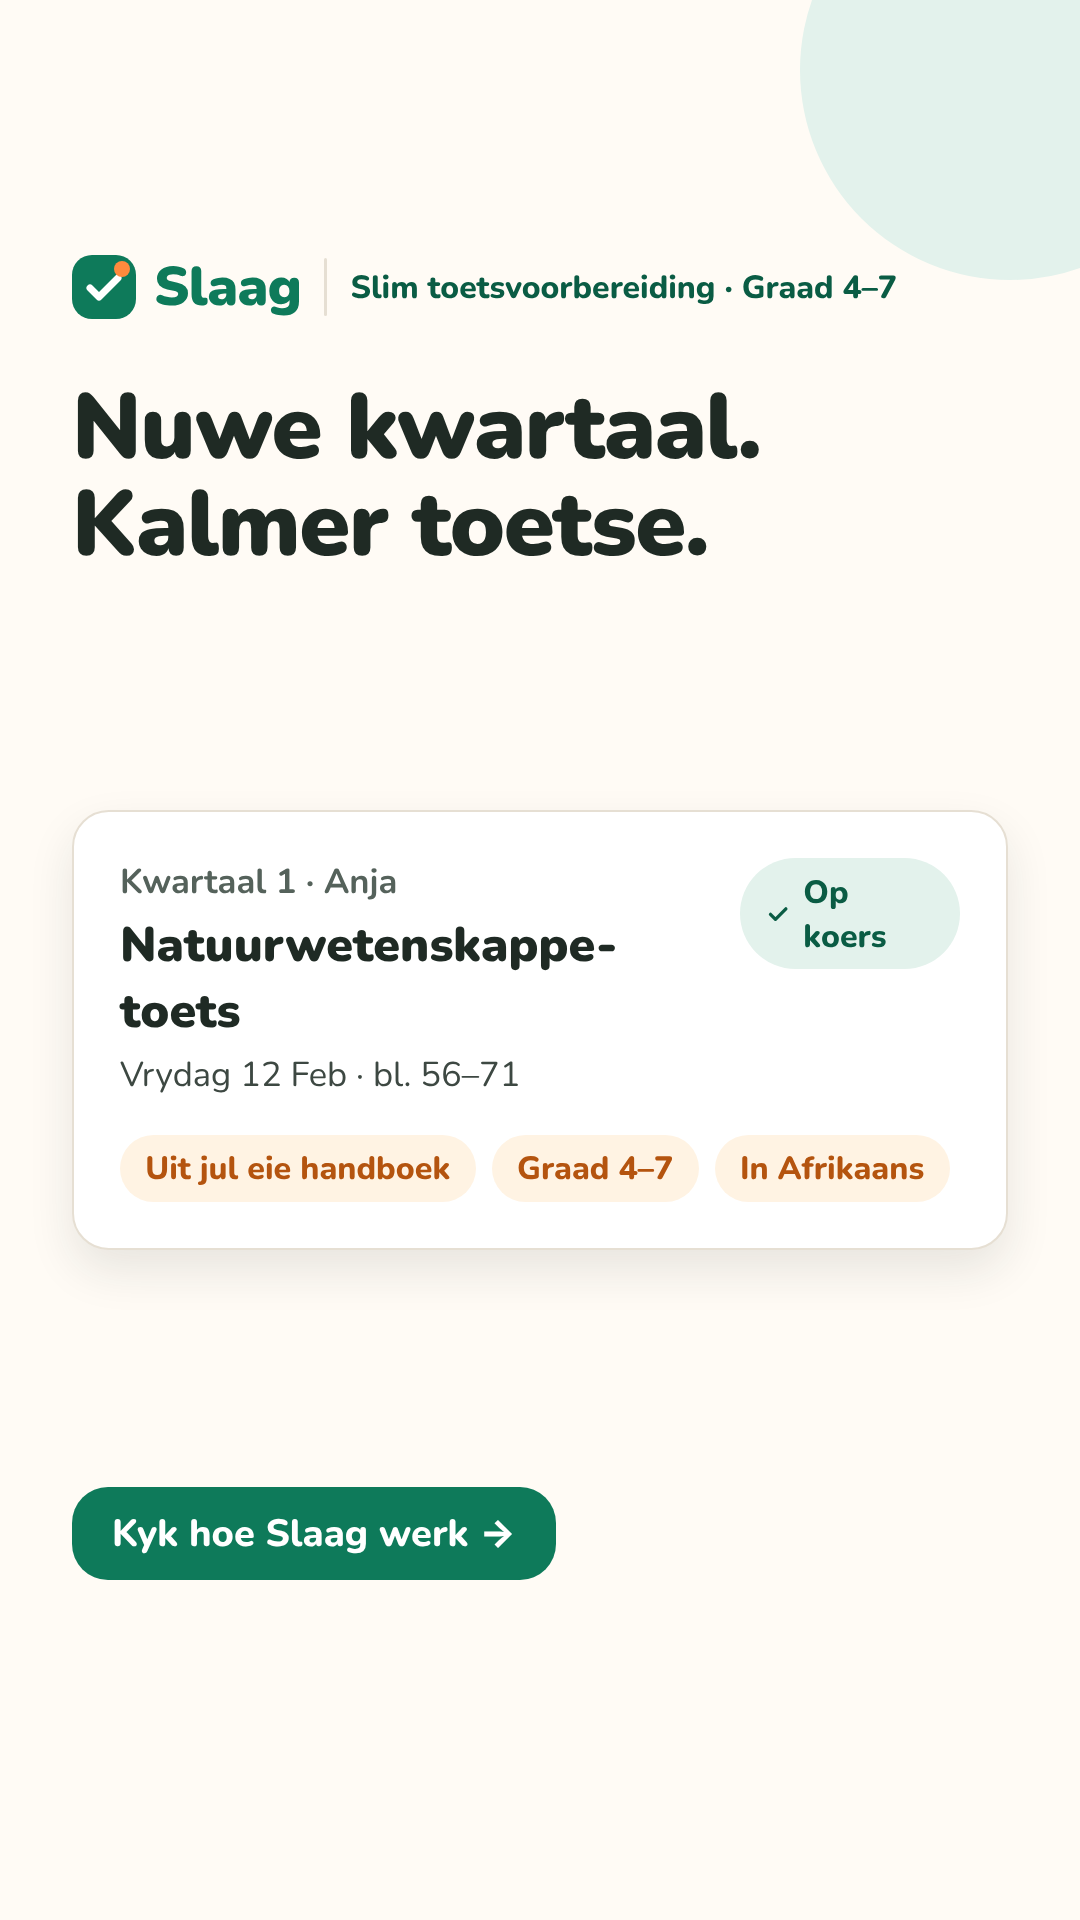 Slaag
Slim toetsvoorbereiding · Graad 4–7
Nuwe kwartaal.
Kalmer toetse.
Kwartaal 1 · Anja
Op
koers
Natuurwetenskappe-
toets
Vrydag 12 Feb · bl. 56–71
Uit jul eie handboek
Graad 4–7
In Afrikaans
Kyk hoe Slaag werk →